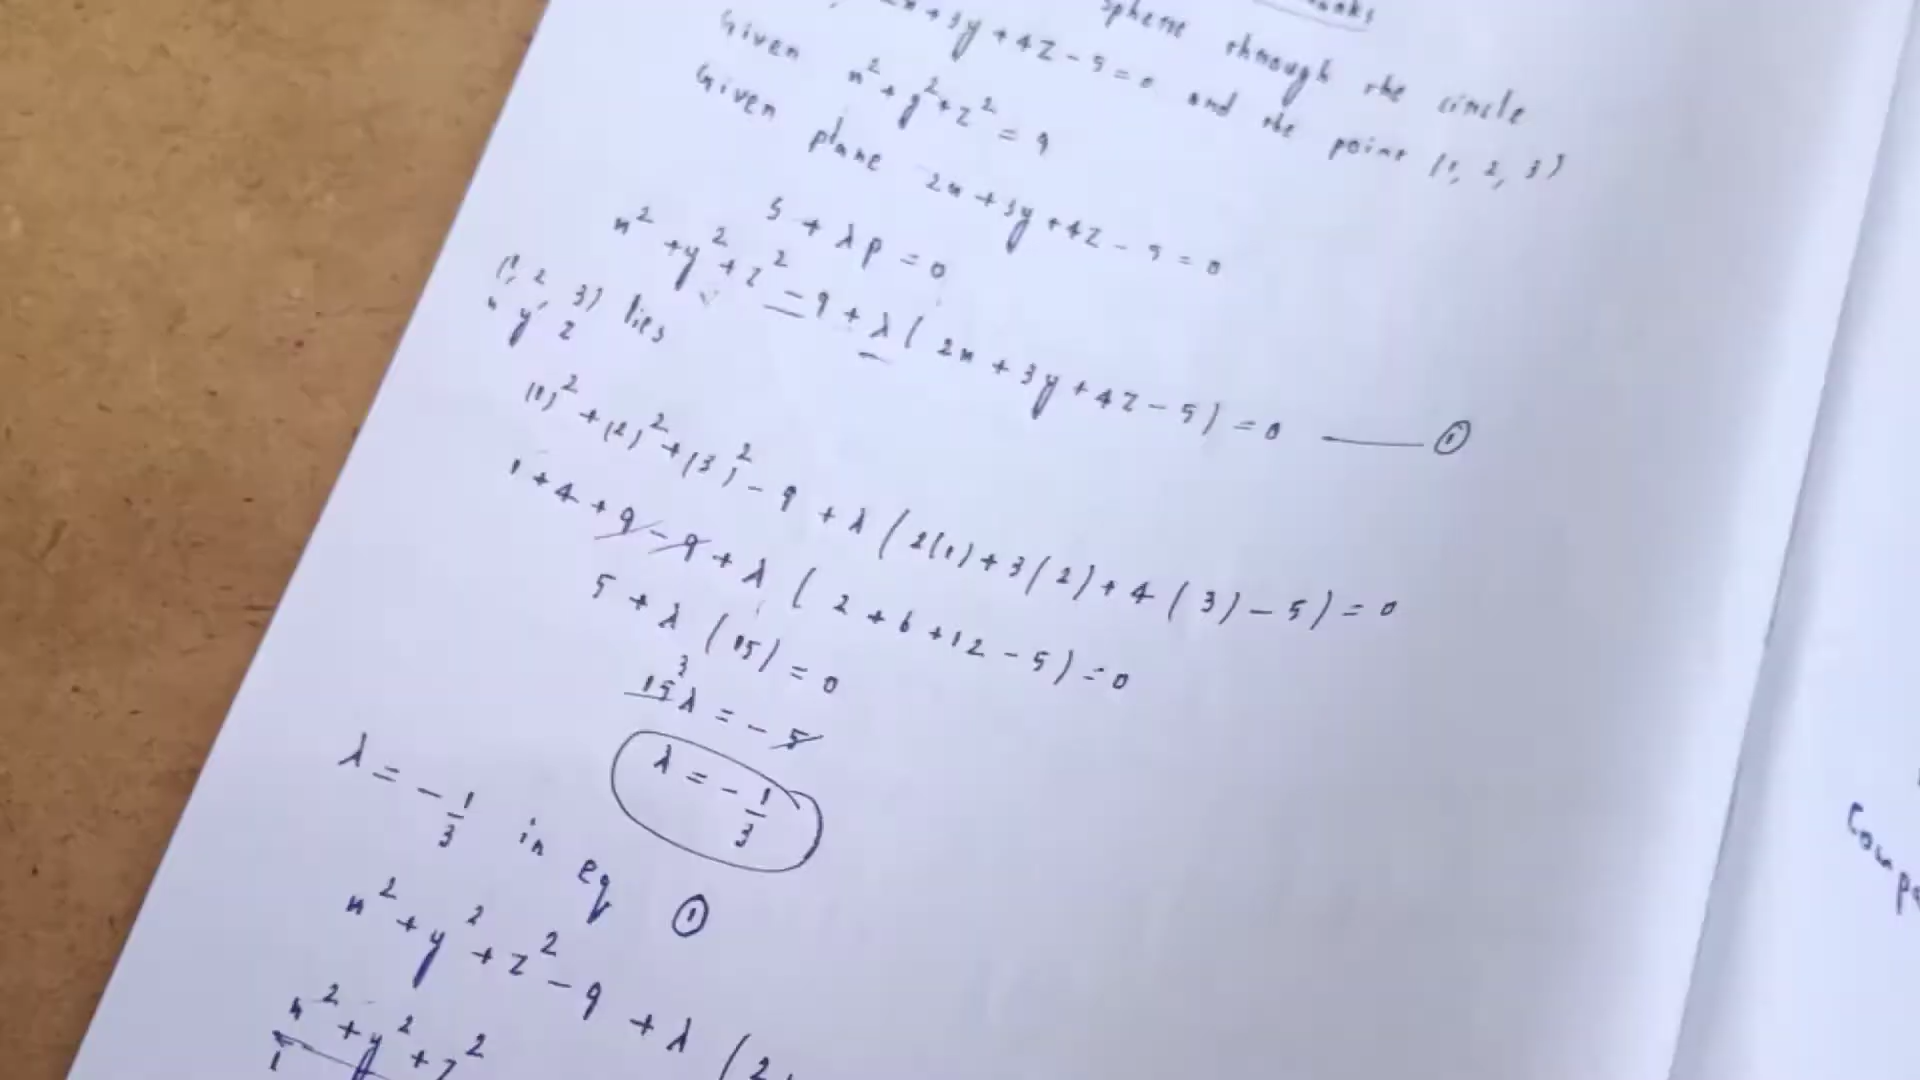 sphere through the circle
+ 3y + 4z - 5 = 0 and the point (1, 2, 3)
Given x² + y² + z² = 9
Given plane 2x + 3y + 4z - 5 = 0
S + λp = 0
x² + y² + z² - 9 + λ( 2x + 3y + 4z - 5) = 0 —— ①
(1, 2, 3) lies
x y, z
(1)² + (2)² + (3)² - 9 + λ ( 2(1) + 3(2) + 4(3) - 5) = 0
1 + 4 + 9 - 9 + λ ( 2 + 6 + 12 - 5) = 0
5 + λ (15) = 0
3
15λ = - 5
λ = - 1/3
λ = - 1/3 in eq ①
x² + y² + z² - 9 + λ (2
x² + y² + z²